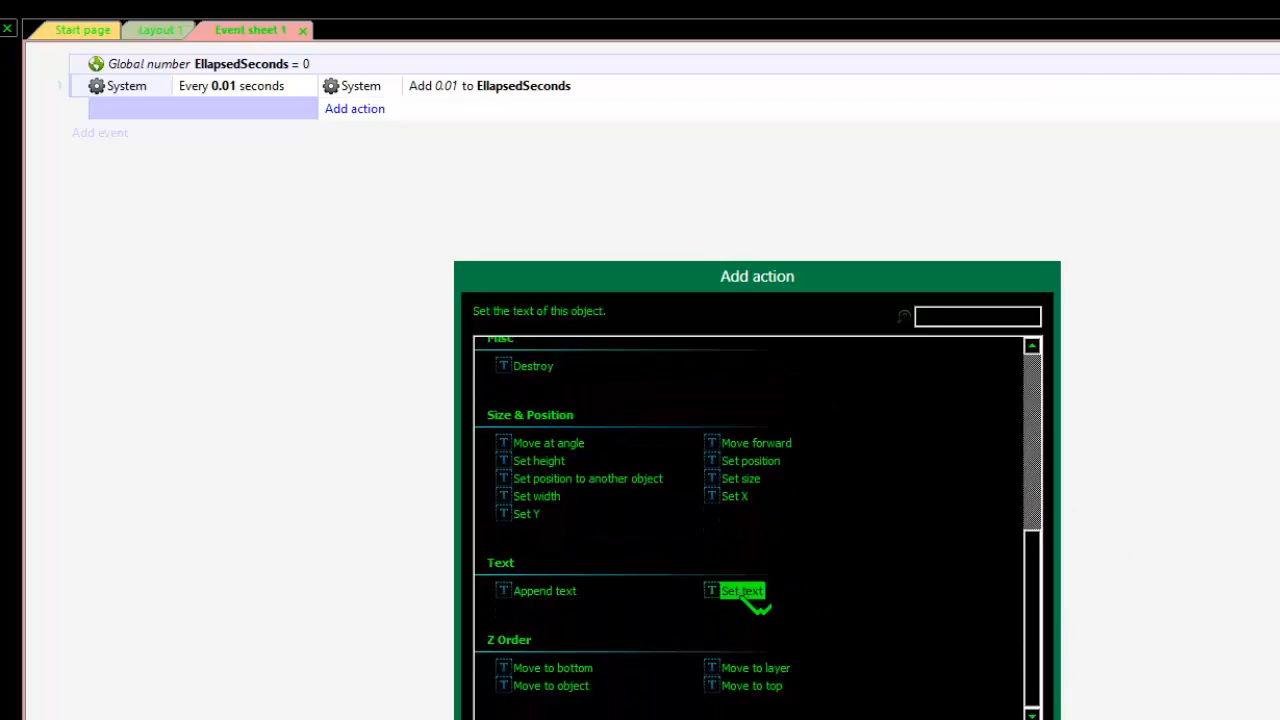 Start page Layout 1 Event sheet 1
Global number EllapsedSeconds = 0
1 System Every 0.01 seconds System Add 0.01 to EllapsedSeconds
Add action
Add event
Add action
Set the text of this object.
Misc
Destroy
Size & Position
Move at angle Move forward
Set height Set position
Set position to another object Set size
Set width Set X
Set Y
Text
Append text Set text
Z Order
Move to bottom Move to layer
Move to object Move to top